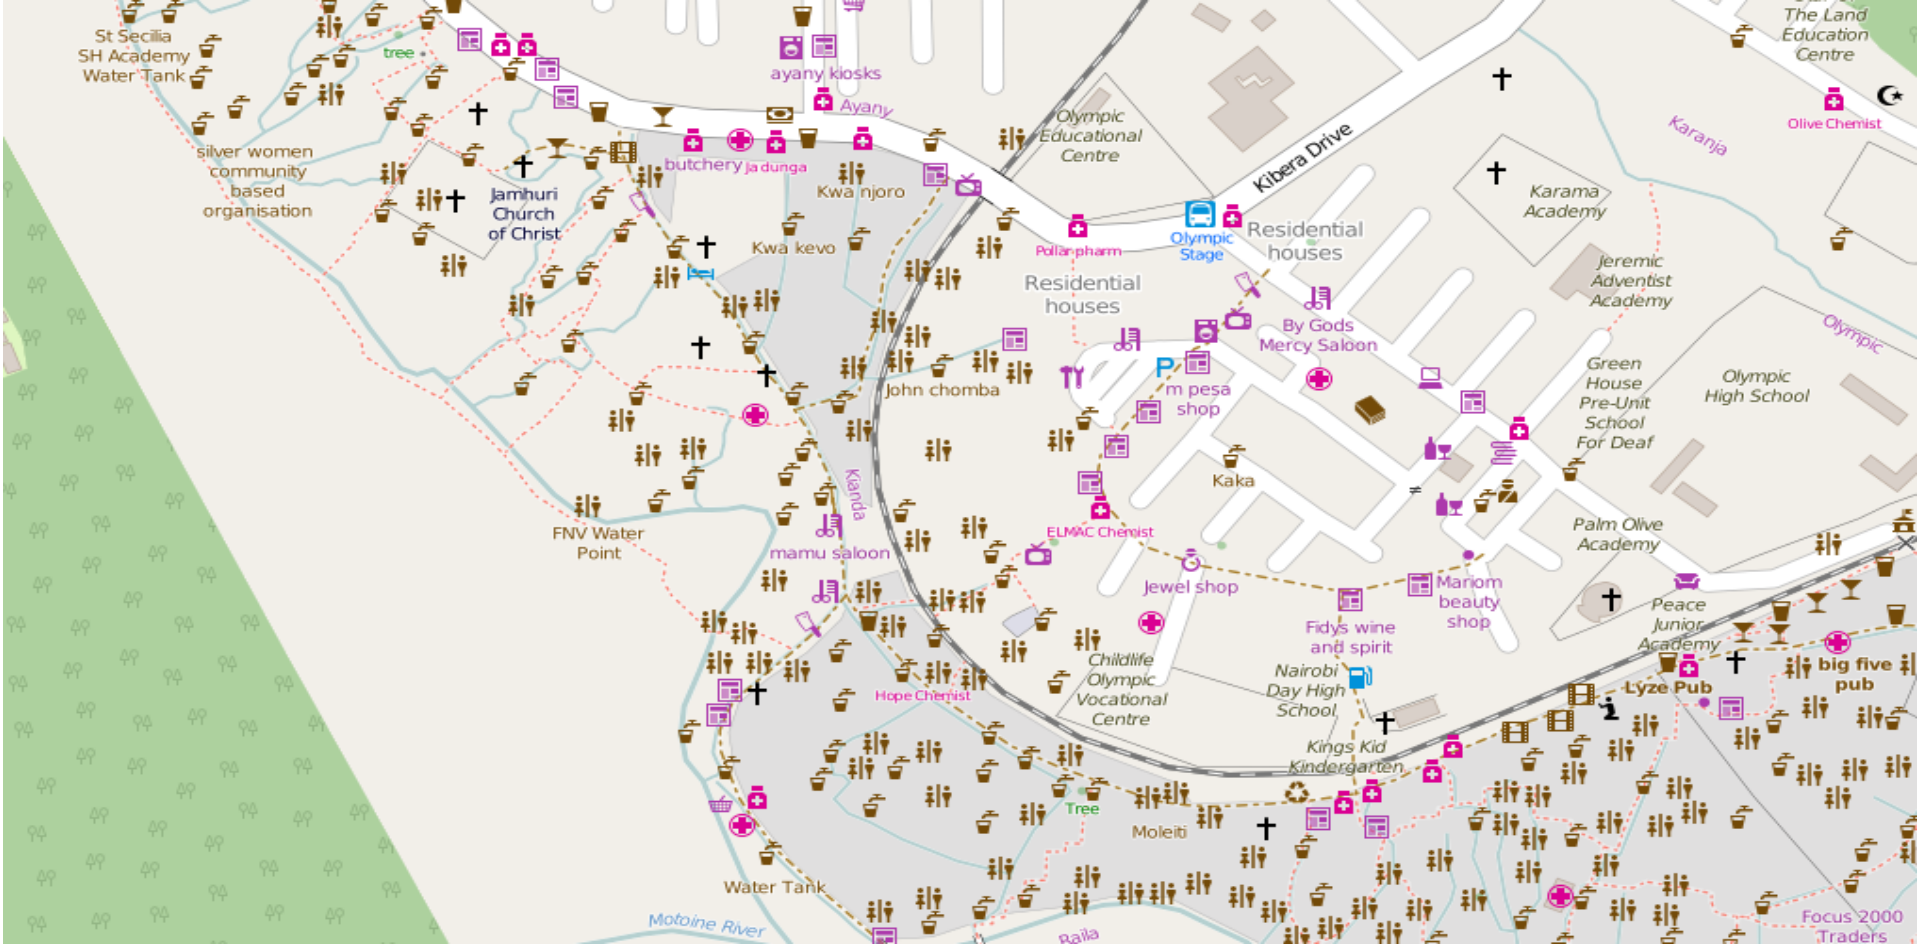 St Secilia
SH Academy
Water Tank
tree
ayany kiosks
Ayany
The Land
Education
Centre
Olive Chemist
Karanja
Olympic
Educational
Centre
Kibera Drive
silver women
community
based
organisation
Jamhuri
Church
of Christ
butchery
Jadunga
Kwa njoro
Kwa kevo
Pollar pharm
Olympic
Stage
Residential
houses
Residential
houses
Karama
Academy
Jeremic
Adventist
Academy
Olympic
By Gods
Mercy Saloon
John chomba
m pesa
shop
Green
House
Pre-Unit
School
For Deaf
Olympic
High School
Kianda
Kaka
FNV Water
Point
mamu saloon
ELMAC Chemist
Jewel shop
Palm Olive
Academy
Mariom
beauty
shop
Fidys wine
and spirit
Peace
Junior
Academy
Childlife
Olympic
Vocational
Centre
Nairobi
Day High
School
Hope Chemist
big five
pub
Lyze Pub
Kings Kid
Kindergarten
Tree
Moleiti
Water Tank
Motoine River
Raila
Focus 2000
Traders